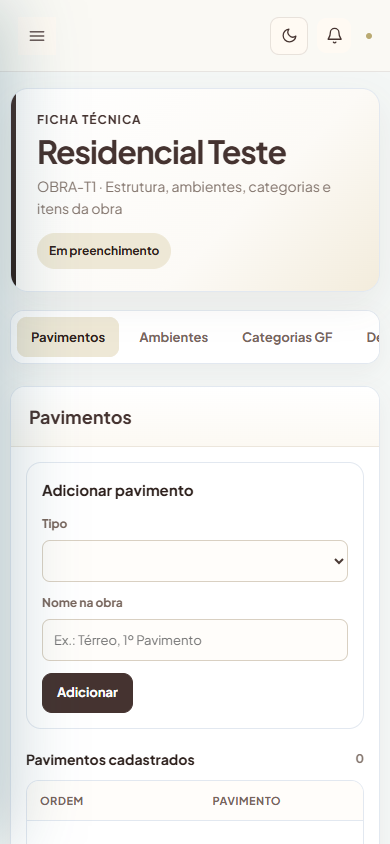 FICHA TÉCNICA
Residencial Teste
OBRA-T1 · Estrutura, ambientes, categorias e
itens da obra
Em preenchimento
Pavimentos Ambientes Categorias GF
Pavimentos
Adicionar pavimento
Tipo
Nome na obra
Ex.: Térreo, 1º Pavimento
Adicionar
Pavimentos cadastrados 0
ORDEM PAVIMENTO